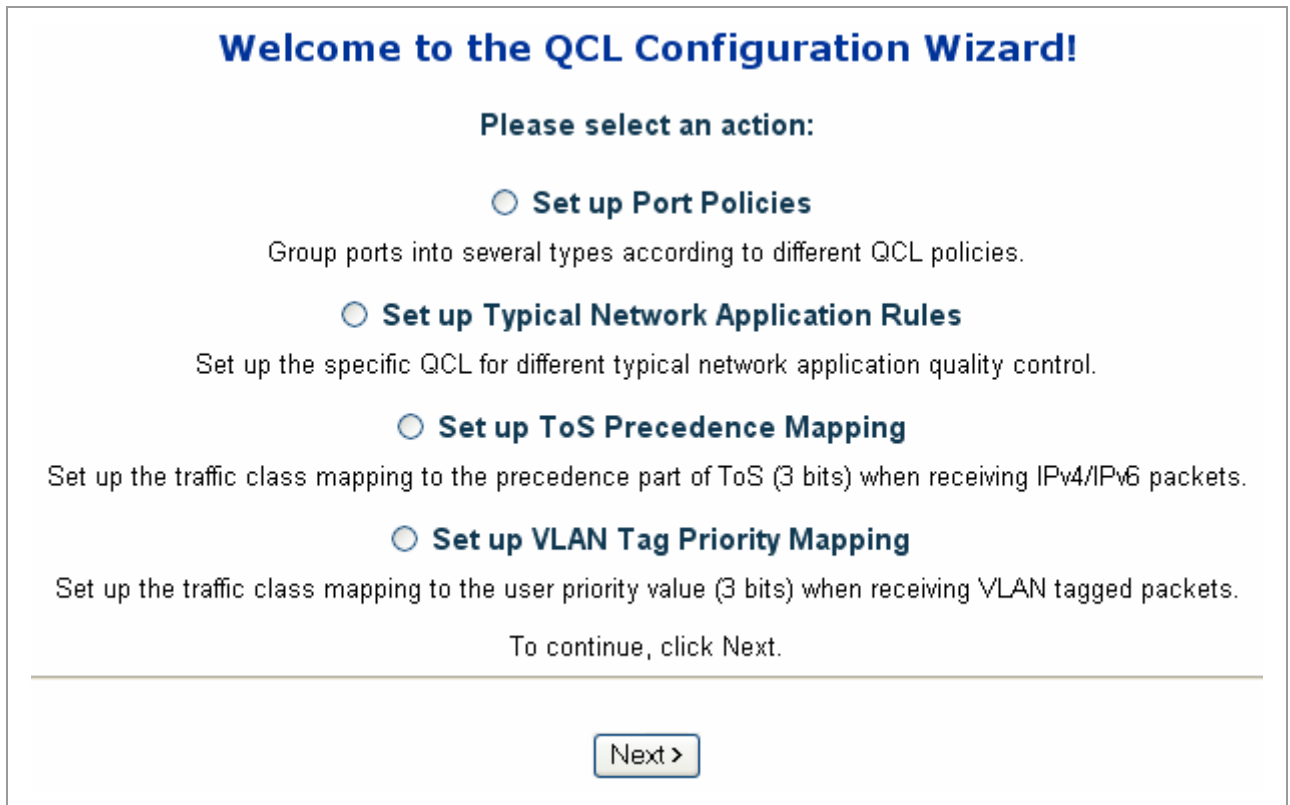 Welcome to the QCL Configuration Wizard!
Please select an action:
Set up Port Policies
Group ports into several types according to different QCL policies.
Set up Typical Network Application Rules
Set up the specific QCL for different typical network application quality control.
Set up ToS Precedence Mapping
Set up the traffic class mapping to the precedence part of ToS (3 bits) when receiving IPv4/IPv6 packets.
Set up VLAN Tag Priority Mapping
Set up the traffic class mapping to the user priority value (3 bits) when receiving VLAN tagged packets.
To continue, click Next.
Next >